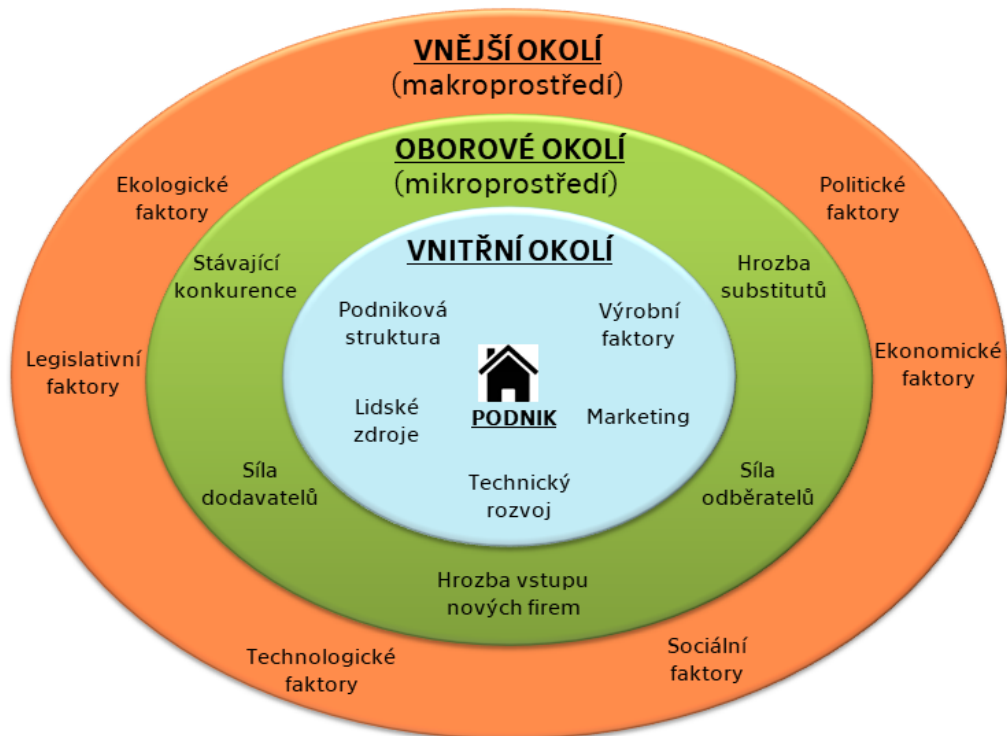 VNĚJŠÍ OKOLÍ
(makroprostředí)
OBOROVÉ OKOLÍ
(mikroprostředí)
Ekologické
faktory
Politické
faktory
VNITŘNÍ OKOLÍ
Stávající
konkurence
Hrozba
substitutů
Podniková
struktura
Výrobní
faktory
Legislativní
faktory
Ekonomické
faktory
Lidské
zdroje
PODNIK
Marketing
Síla
dodavatelů
Technický
rozvoj
Síla
odběratelů
Hrozba vstupu
nových firem
Technologické
faktory
Sociální
faktory